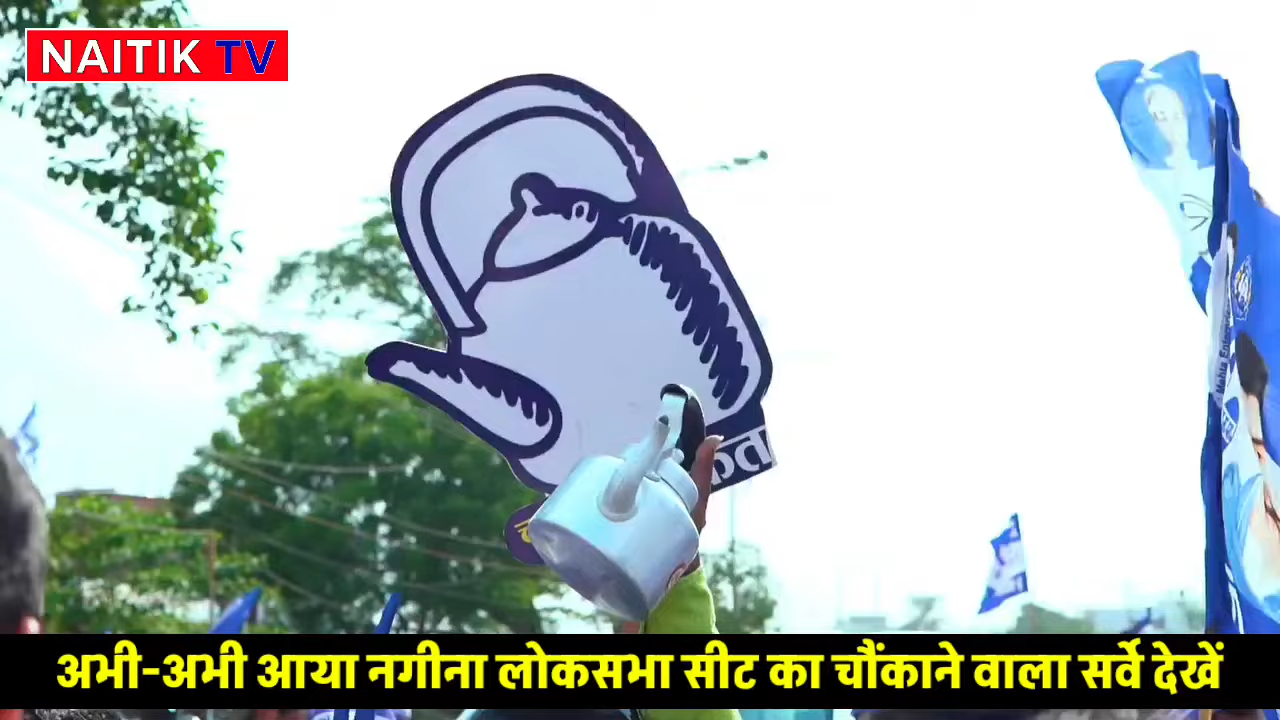 NAITIK TV
अभी-अभी आया नगीना लोकसभा सीट का चौंकाने वाला सर्वे देखें